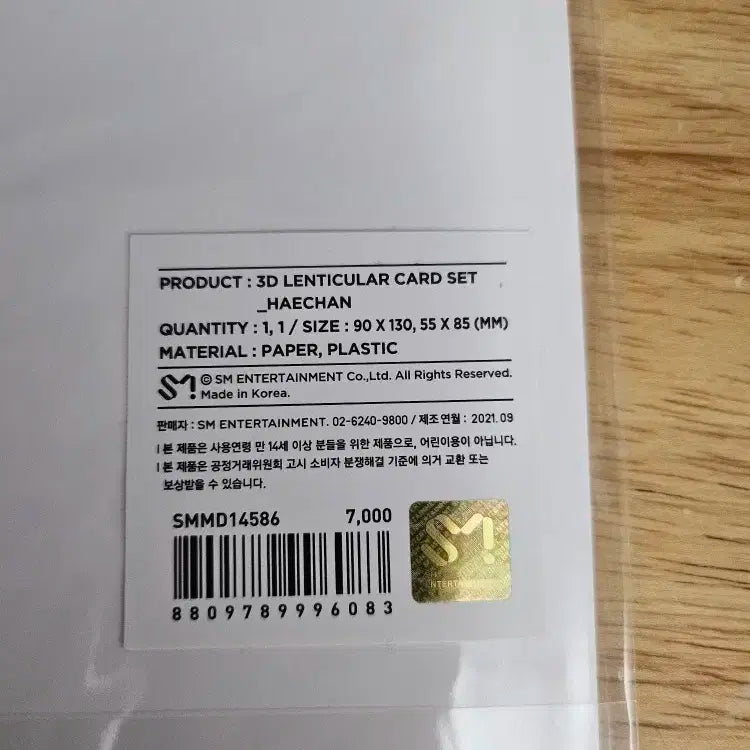 PRODUCT : 3D LENTICULAR CARD SET
_HAECHAN
QUANTITY : 1, 1 / SIZE : 90 X 130, 55 X 85 (MM)
MATERIAL : PAPER, PLASTIC
SM! © SM ENTERTAINMENT Co.,Ltd. All Rights Reserved.
Made in Korea.
판매자 : SM ENTERTAINMENT. 02-6240-9800 / 제조 연월 : 2021. 09
l 본 제품은 사용연령 만 14세 이상 분들을 위한 제품으로, 어린이용이 아닙니다.
l 본 제품은 공정거래위원회 고시 소비자 분쟁해결 기준에 의거 교환 또는
보상받을 수 있습니다.
SMMD14586 7,000
8809789996083
SM!